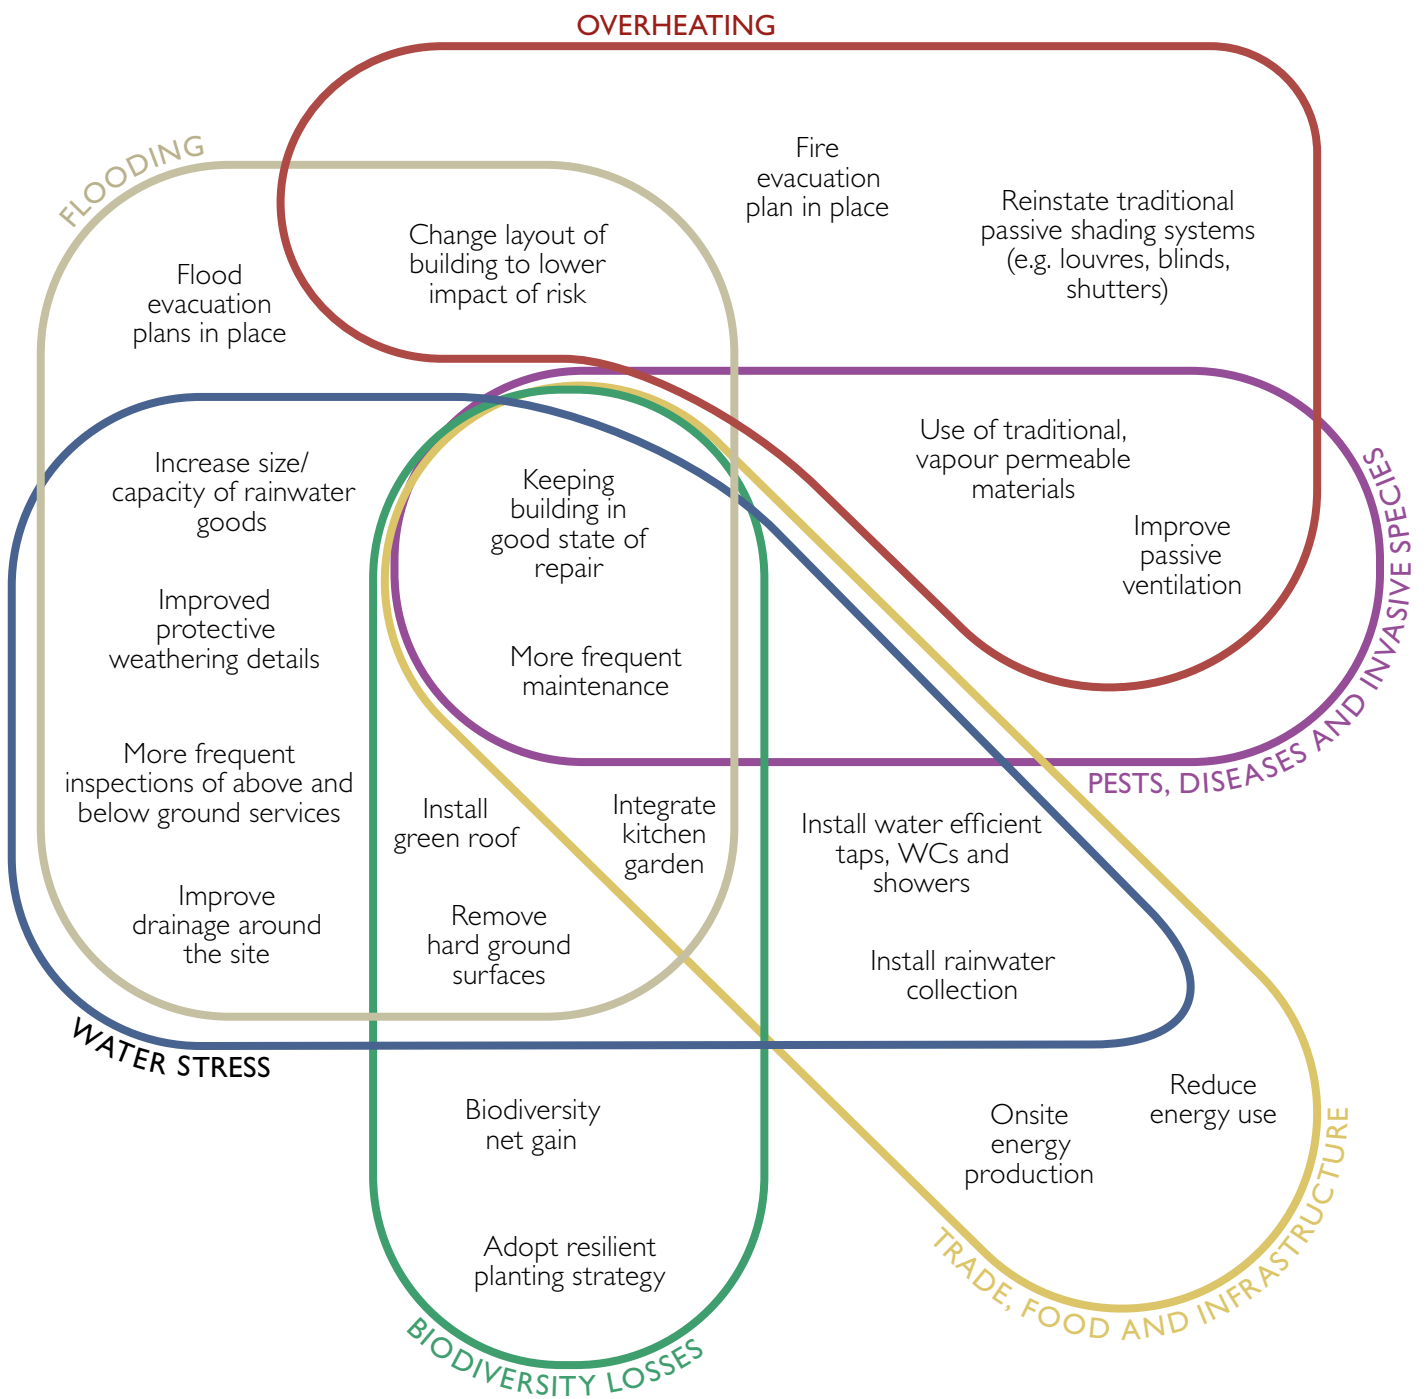 OVERHEATING
FLOODING
Fire
evacuation
plan in place
Reinstate traditional
passive shading systems
(e.g. louvres, blinds,
shutters)
Change layout of
building to lower
impact of risk
Flood
evacuation
plans in place
Use of traditional,
vapour permeable
materials
Improve
passive
ventilation
PESTS, DISEASES AND INVASIVE SPECIES
Increase size/
capacity of rainwater
goods
Keeping
building in
good state of
repair
Improved
protective
weathering details
More frequent
maintenance
More frequent
inspections of above and
below ground services
Install
green roof
Integrate
kitchen
garden
Install water efficient
taps, WCs and
showers
Improve
drainage around
the site
Remove
hard ground
surfaces
Install rainwater
collection
WATER STRESS
Biodiversity
net gain
Onsite
energy
production
Reduce
energy use
Adopt resilient
planting strategy
TRADE, FOOD AND INFRASTRUCTURE
BIODIVERSITY LOSSES